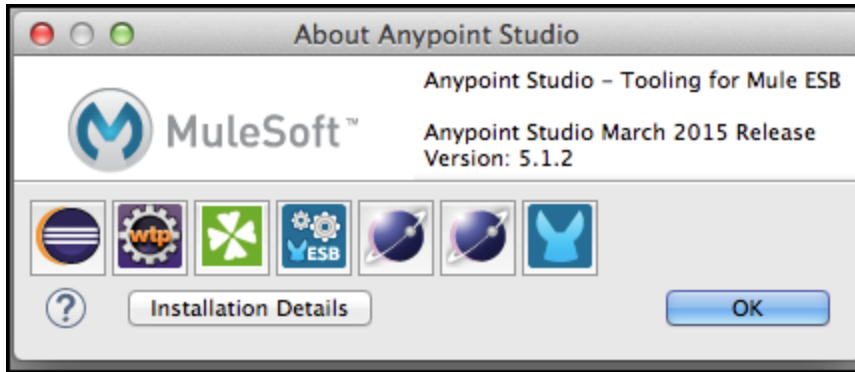 About Anypoint Studio
MuleSoft™
Anypoint Studio – Tooling for Mule ESB
Anypoint Studio March 2015 Release
Version: 5.1.2
wtp
ESB
?
Installation Details
OK